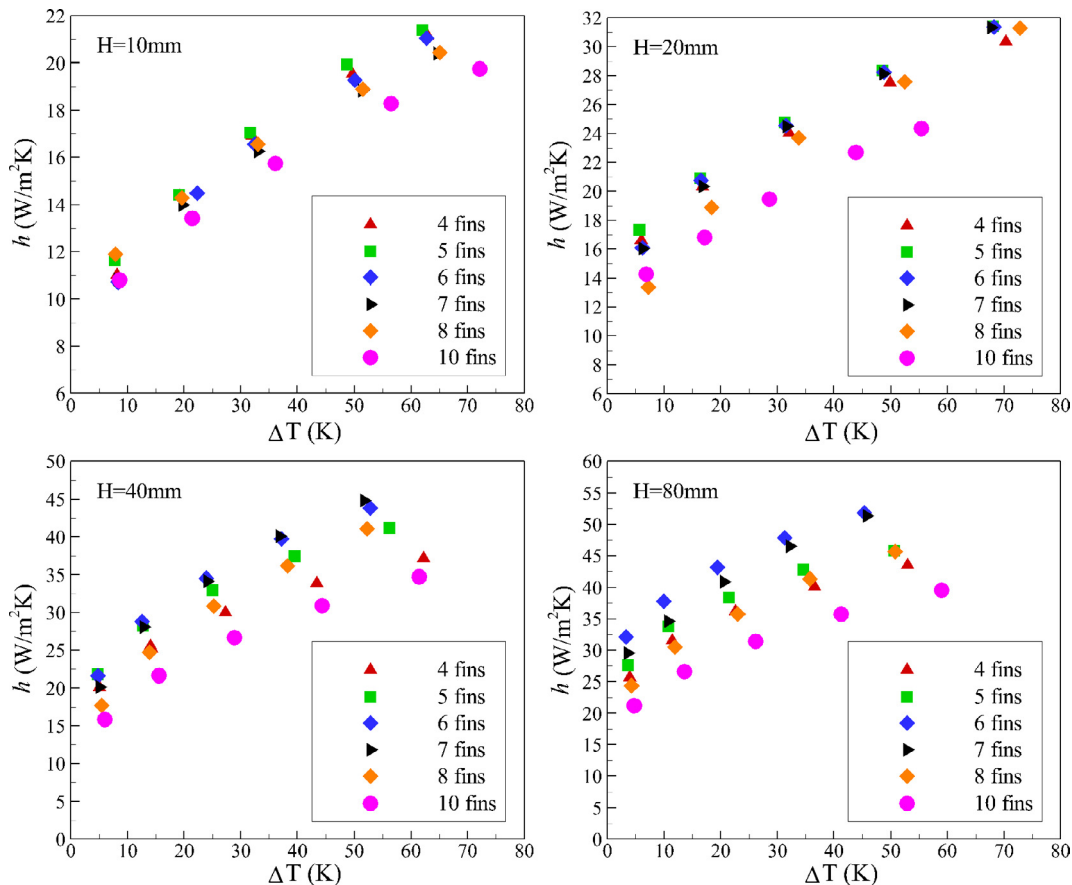 H=10mm
h (W/m²K)
22
20
18
16
14
12
10
8
6
4 fins
5 fins
6 fins
7 fins
8 fins
10 fins
0 10 20 30 40 50 60 70 80
ΔT (K)
H=20mm
h (W/m²K)
32
30
28
26
24
22
20
18
16
14
12
10
8
6
4 fins
5 fins
6 fins
7 fins
8 fins
10 fins
0 10 20 30 40 50 60 70 80
ΔT (K)
H=40mm
h (W/m²K)
50
45
40
35
30
25
20
15
10
5
0
4 fins
5 fins
6 fins
7 fins
8 fins
10 fins
0 10 20 30 40 50 60 70 80
ΔT (K)
H=80mm
h (W/m²K)
60
55
50
45
40
35
30
25
20
15
10
5
0
4 fins
5 fins
6 fins
7 fins
8 fins
10 fins
0 10 20 30 40 50 60 70 80
ΔT (K)